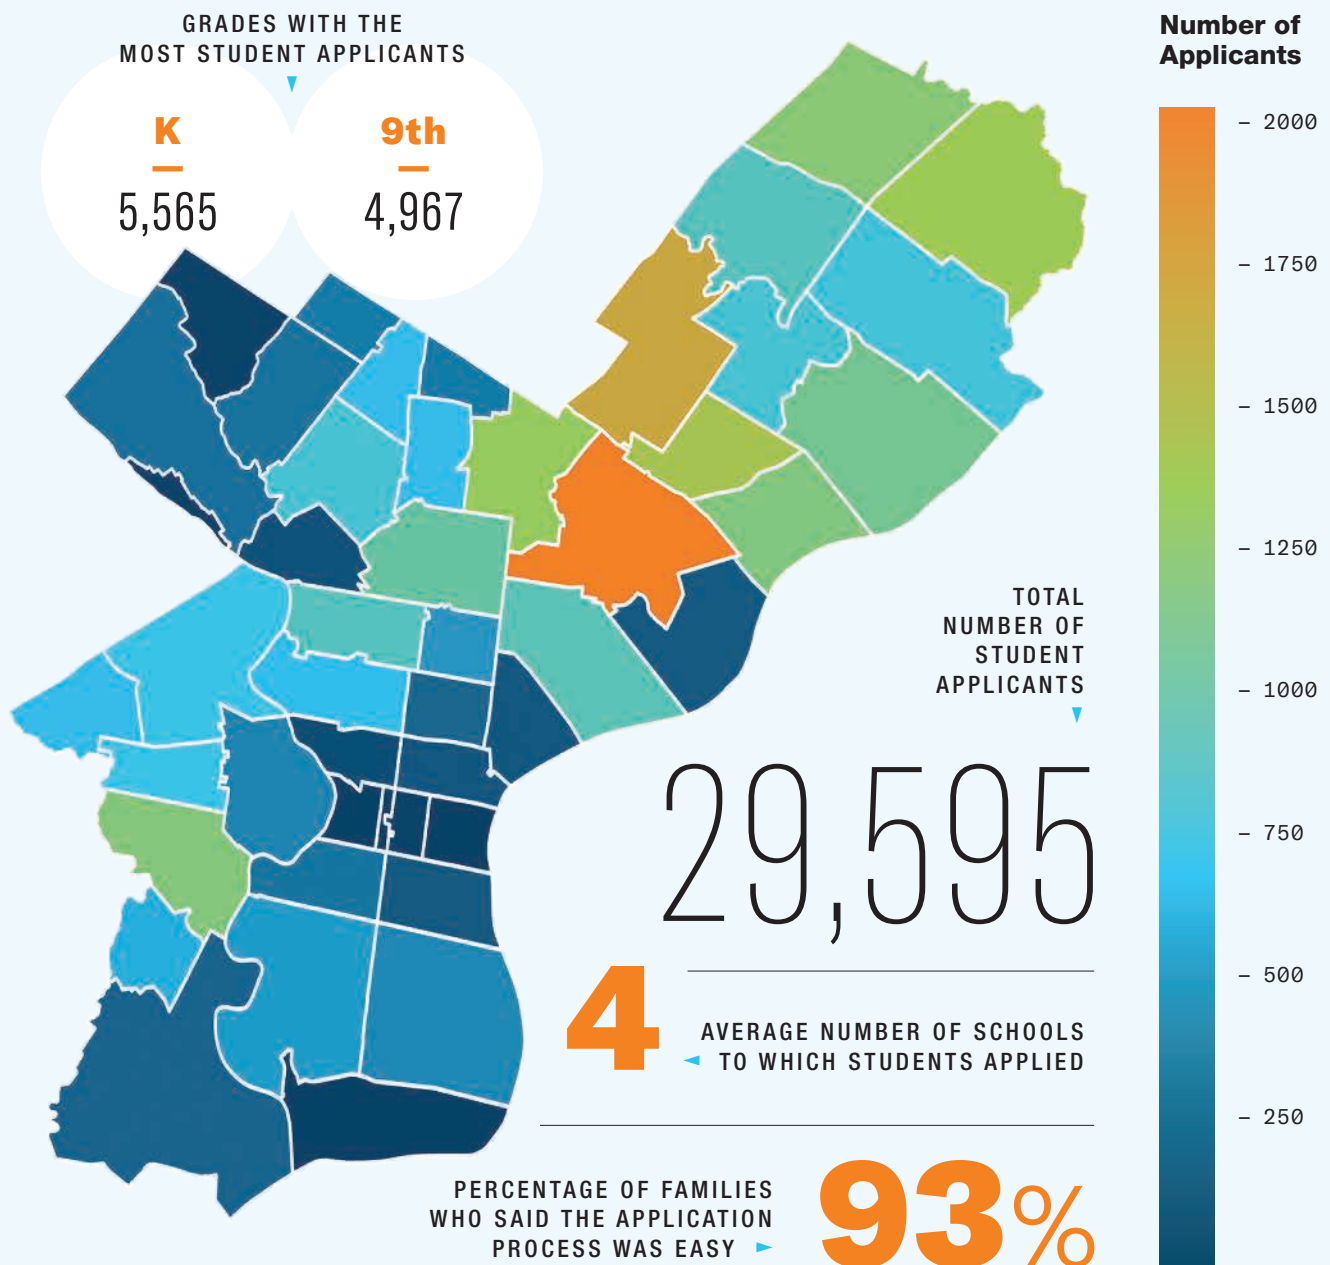 GRADES WITH THE
MOST STUDENT APPLICANTS
K
5,565
9th
4,967
Number of
Applicants
– 2000
– 1750
– 1500
– 1250
– 1000
– 750
– 500
– 250
TOTAL
NUMBER OF
STUDENT
APPLICANTS
29,595
4
AVERAGE NUMBER OF SCHOOLS
TO WHICH STUDENTS APPLIED
PERCENTAGE OF FAMILIES
WHO SAID THE APPLICATION
PROCESS WAS EASY
93%